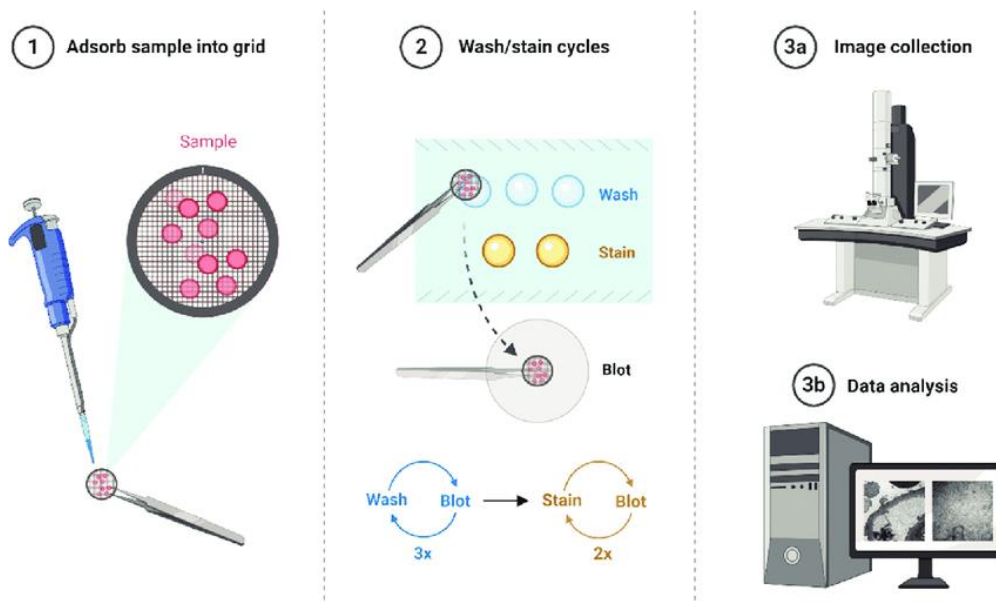 1 Adsorb sample into grid
Sample
2 Wash/stain cycles
Wash
Stain
Blot
Wash Blot
3x
Stain Blot
2x
3a Image collection
3b Data analysis